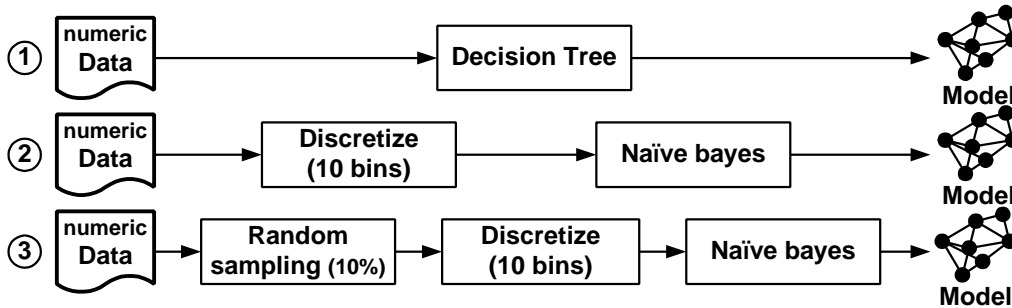 1
numeric
Data
Decision Tree
Model
2
numeric
Data
Discretize
(10 bins)
Naïve bayes
Model
3
numeric
Data
Random
sampling (10%)
Discretize
(10 bins)
Naïve bayes
Model